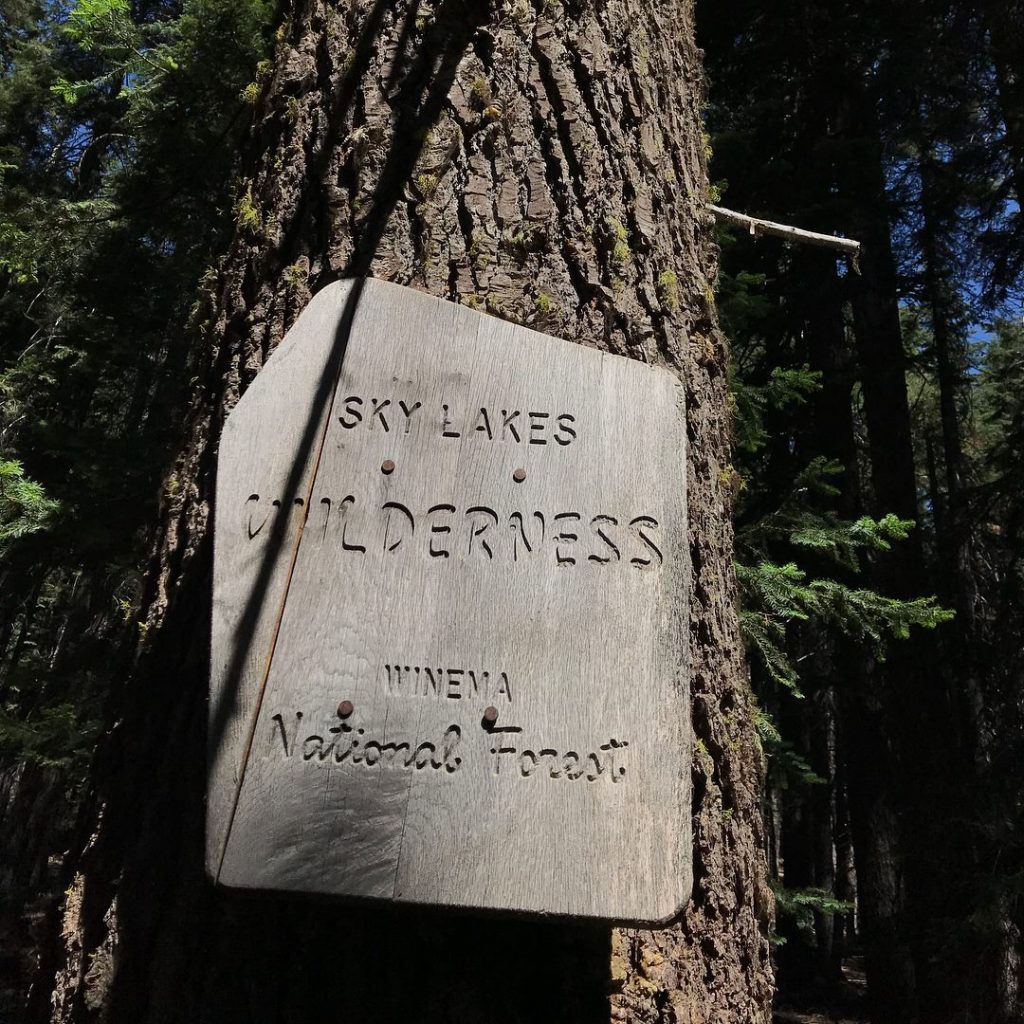 SKY LAKES
WILDERNESS
WINEMA
National Forest